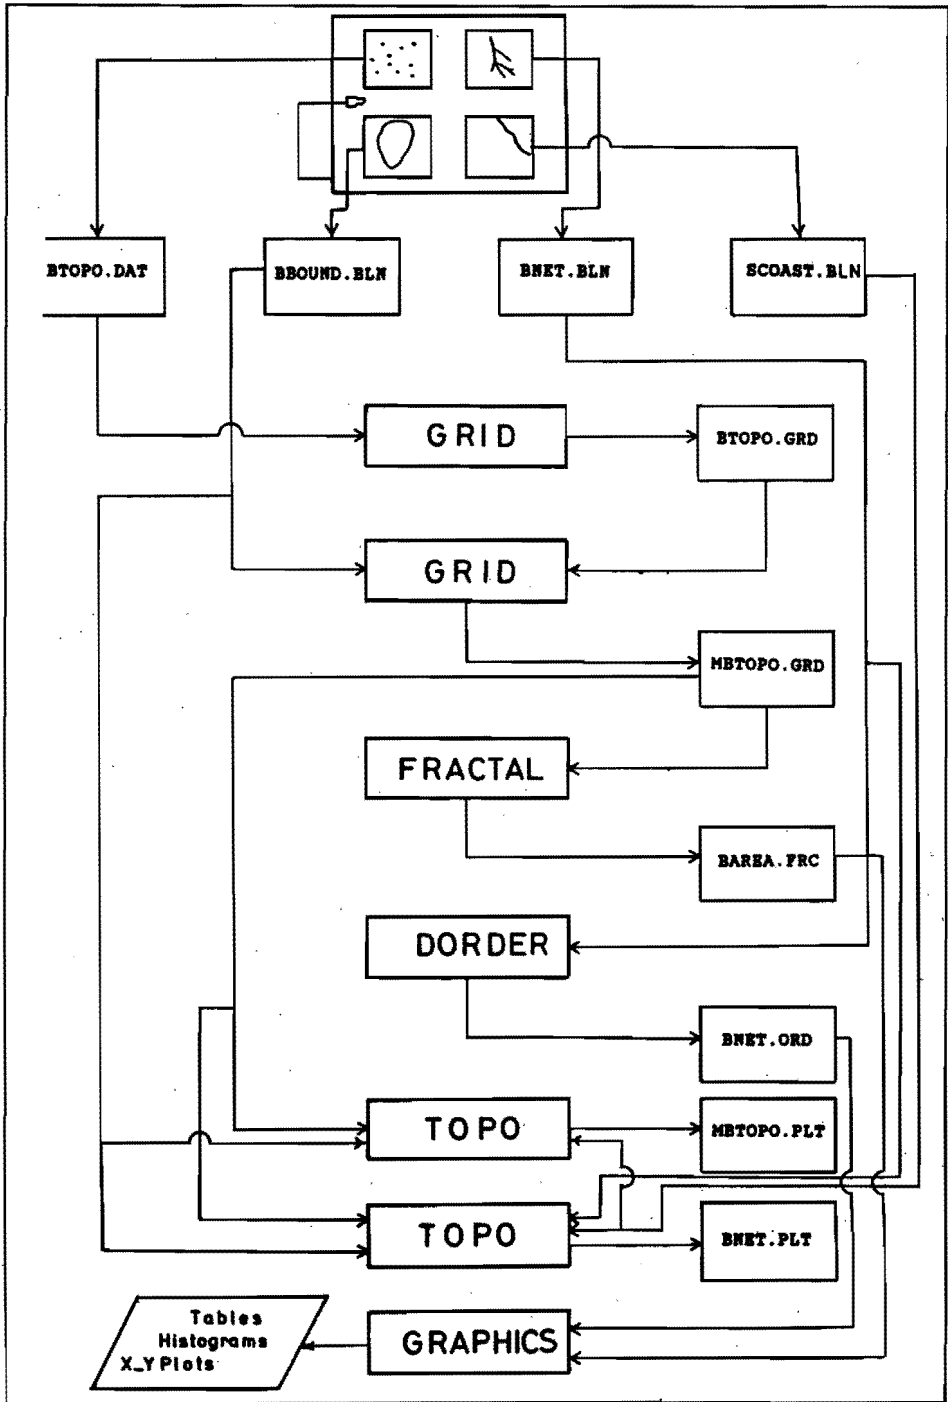 BTOPO.DAT
BBOUND.BLN
BNET.BLN
SCOAST.BLN
GRID
BTOPO.GRD
GRID
MBTOPO.GRD
FRACTAL
BAREA.FRC
DORDER
BNET.ORD
TOPO
MBTOPO.PLT
TOPO
BNET.PLT
Tables
Histograms
X_Y Plots
GRAPHICS